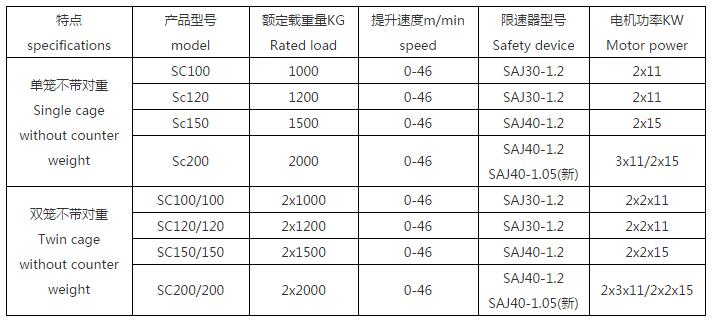 特点 产品型号 额定载重量KG 提升速度m/min 限速器型号 电机功率KW
specifications model Rated load speed Safety device Motor power
单笼不带对重
Single cage
without counter
weight
SC100 1000 0-46 SAJ30-1.2 2x11
Sc120 1200 0-46 SAJ30-1.2 2x11
Sc150 1500 0-46 SAJ40-1.2 2x15
Sc200 2000 0-46 SAJ40-1.2 3x11/2x15
SAJ40-1.05(新)
双笼不带对重
Twin cage
without counter
weight
SC100/100 2x1000 0-46 SAJ30-1.2 2x2x11
SC120/120 2x1200 0-46 SAJ30-1.2 2x2x11
SC150/150 2x1500 0-46 SAJ40-1.2 2x2x15
SC200/200 2x2000 0-46 SAJ40-1.2 2x3x11/2x2x15
SAJ40-1.05(新)